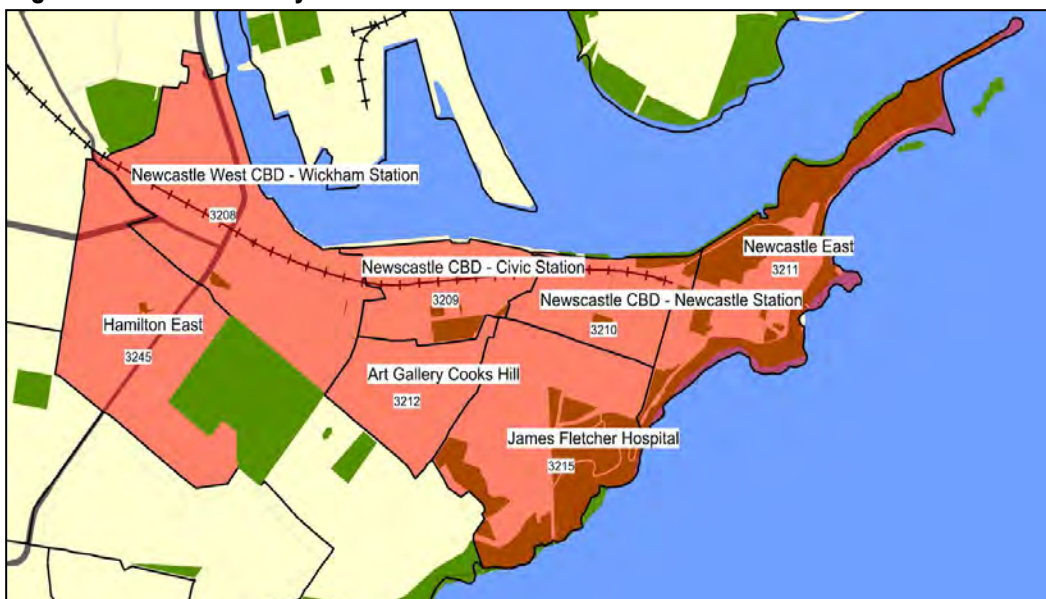 Newcastle West CBD - Wickham Station
3208
Newscastle CBD - Civic Station
3209
Newcastle East
3211
Newscastle CBD - Newcastle Station
3210
Hamilton East
3245
Art Gallery Cooks Hill
3212
James Fletcher Hospital
3215